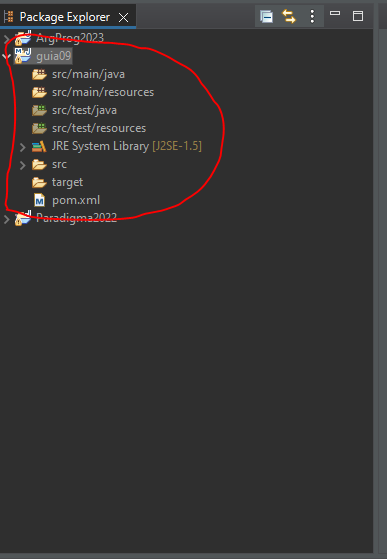 Package Explorer
ArgProg2023
guia09
src/main/java
src/main/resources
src/test/java
src/test/resources
JRE System Library [J2SE-1.5]
src
target
pom.xml
Paradigma2022